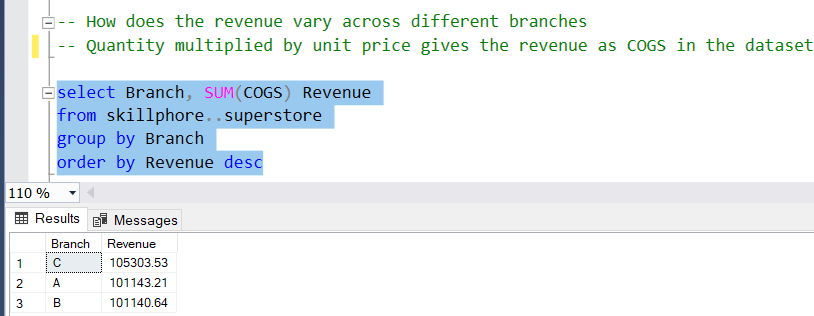 -- How does the revenue vary across different branches
-- Quantity multiplied by unit price gives the revenue as COGS in the dataset
select Branch, SUM(COGS) Revenue
from skillphore..superstore
group by Branch
order by Revenue desc
110 %
Results Messages
Branch Revenue
1 C 105303.53
2 A 101143.21
3 B 101140.64